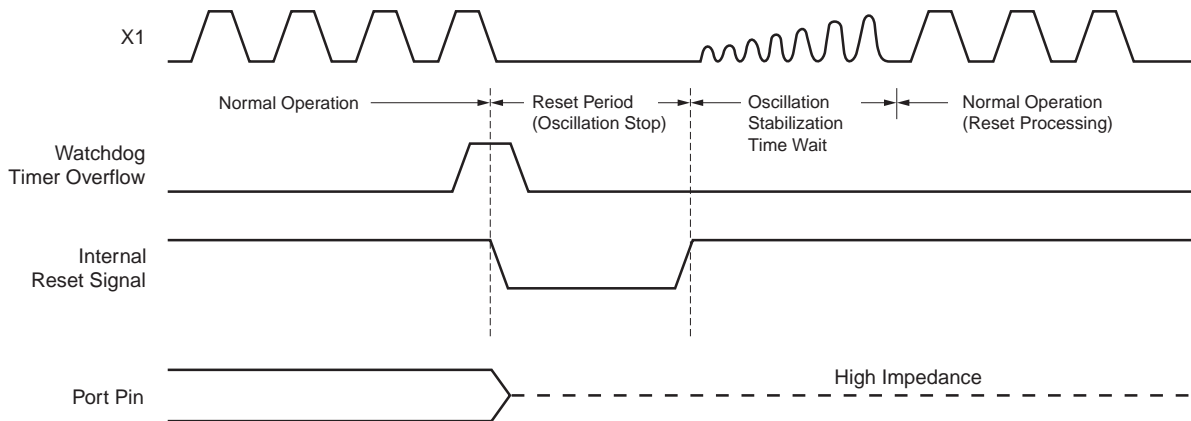 X1
Normal Operation
Reset Period
(Oscillation Stop)
Oscillation
Stabilization
Time Wait
Normal Operation
(Reset Processing)
Watchdog
Timer Overflow
Internal
Reset Signal
Port Pin
High Impedance